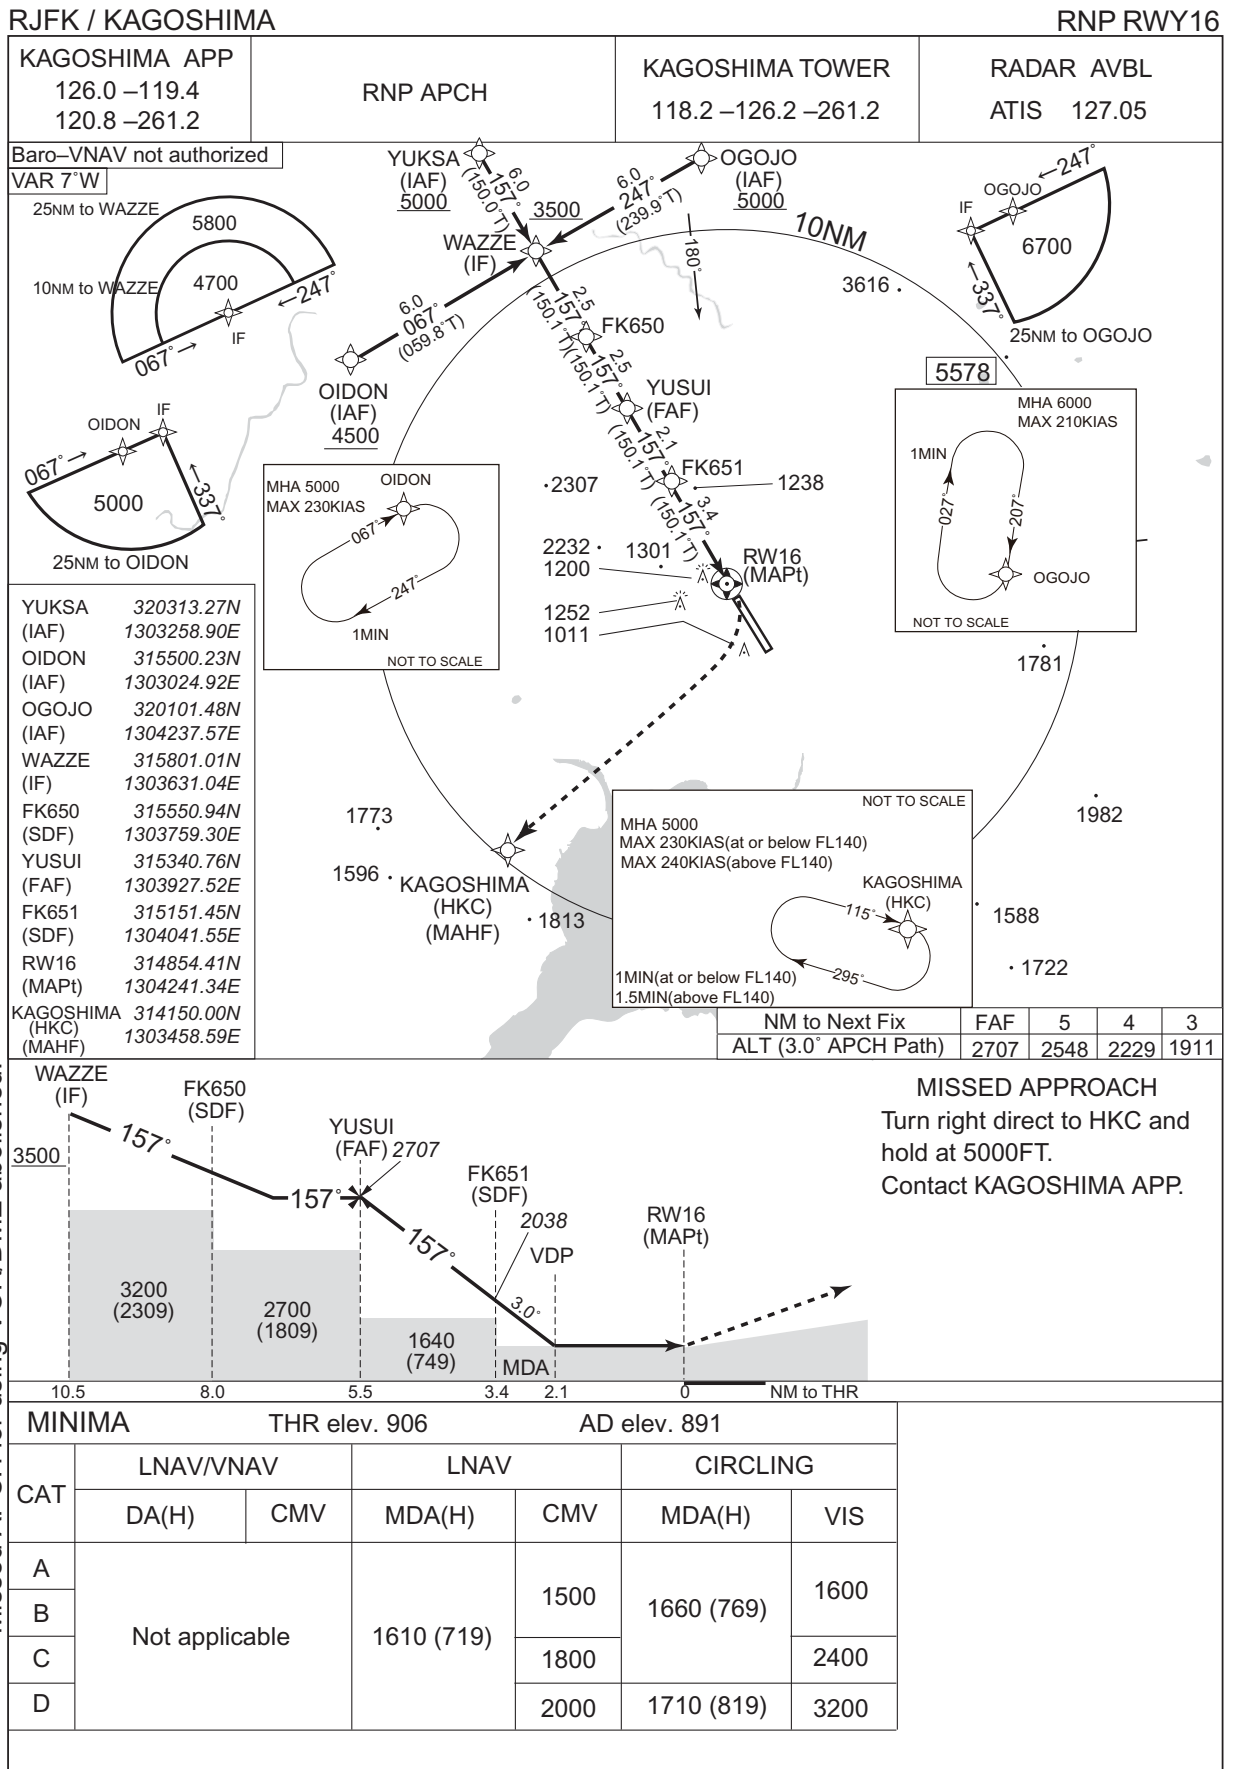 RJFK / KAGOSHIMA
RNP RWY16
KAGOSHIMA APP
126.0 –119.4
120.8 –261.2
RNP APCH
KAGOSHIMA TOWER
118.2 –126.2 –261.2
RADAR AVBL
ATIS 127.05
Baro–VNAV not authorized
VAR 7˚W
25NM to WAZZE
5800
10NM to WAZZE
4700
←247˚
067˚→
IF
YUKSA
(IAF)
5000
6.0
157˚
(150.0˚T)
OGOJO
(IAF)
5000
6.0
247˚
(239.9˚T)
3500
WAZZE
(IF)
6.0
067˚
(059.8˚T)
OIDON
(IAF)
4500
180˚
10NM
2.5
157˚
(150.1˚T)
FK650
2.5
157˚
(150.1˚T)
YUSUI
(FAF)
2.1
157˚
(150.1˚T)
FK651
3.4
157˚
(150.1˚T)
RW16
(MAPt)
←247˚
OGOJO
IF
6700
←337˚
25NM to OGOJO
3616
5578
OIDON
IF
067˚→
5000
←337˚
25NM to OIDON
MHA 5000
MAX 230KIAS
OIDON
067˚
247˚
1MIN
NOT TO SCALE
MHA 6000
MAX 210KIAS
1MIN
027˚
207˚
OGOJO
NOT TO SCALE
2307
1238
2232
1301
1200
1252
1011
1781
1982
1773
1596
1813
1588
1722
KAGOSHIMA
(HKC)
(MAHF)
NOT TO SCALE
MHA 5000
MAX 230KIAS(at or below FL140)
MAX 240KIAS(above FL140)
KAGOSHIMA
(HKC)
115˚
295˚
1MIN(at or below FL140)
1.5MIN(above FL140)
YUKSA 320313.27N
(IAF) 1303258.90E
OIDON 315500.23N
(IAF) 1303024.92E
OGOJO 320101.48N
(IAF) 1304237.57E
WAZZE 315801.01N
(IF) 1303631.04E
FK650 315550.94N
(SDF) 1303759.30E
YUSUI 315340.76N
(FAF) 1303927.52E
FK651 315151.45N
(SDF) 1304041.55E
RW16 314854.41N
(MAPt) 1304241.34E
KAGOSHIMA 314150.00N
(HKC)
(MAHF) 1303458.59E
NM to Next Fix FAF 5 4 3
ALT (3.0˚ APCH Path) 2707 2548 2229 1911
WAZZE
(IF)
3500
157˚
FK650
(SDF)
YUSUI
(FAF) 2707
157˚
FK651
(SDF)
2038
157˚
3.0˚
VDP
RW16
(MAPt)
3200
(2309)
2700
(1809)
1640
(749)
MDA
10.5 8.0 5.5 3.4 2.1 0 NM to THR
MISSED APPROACH
Turn right direct to HKC and
hold at 5000FT.
Contact KAGOSHIMA APP.
MINIMA THR elev. 906 AD elev. 891
CAT LNAV/VNAV LNAV CIRCLING
DA(H) CMV MDA(H) CMV MDA(H) VIS
A
B
C
D
Not applicable
1610 (719)
1500
1800
2000
1660 (769)
1710 (819)
1600
2400
3200